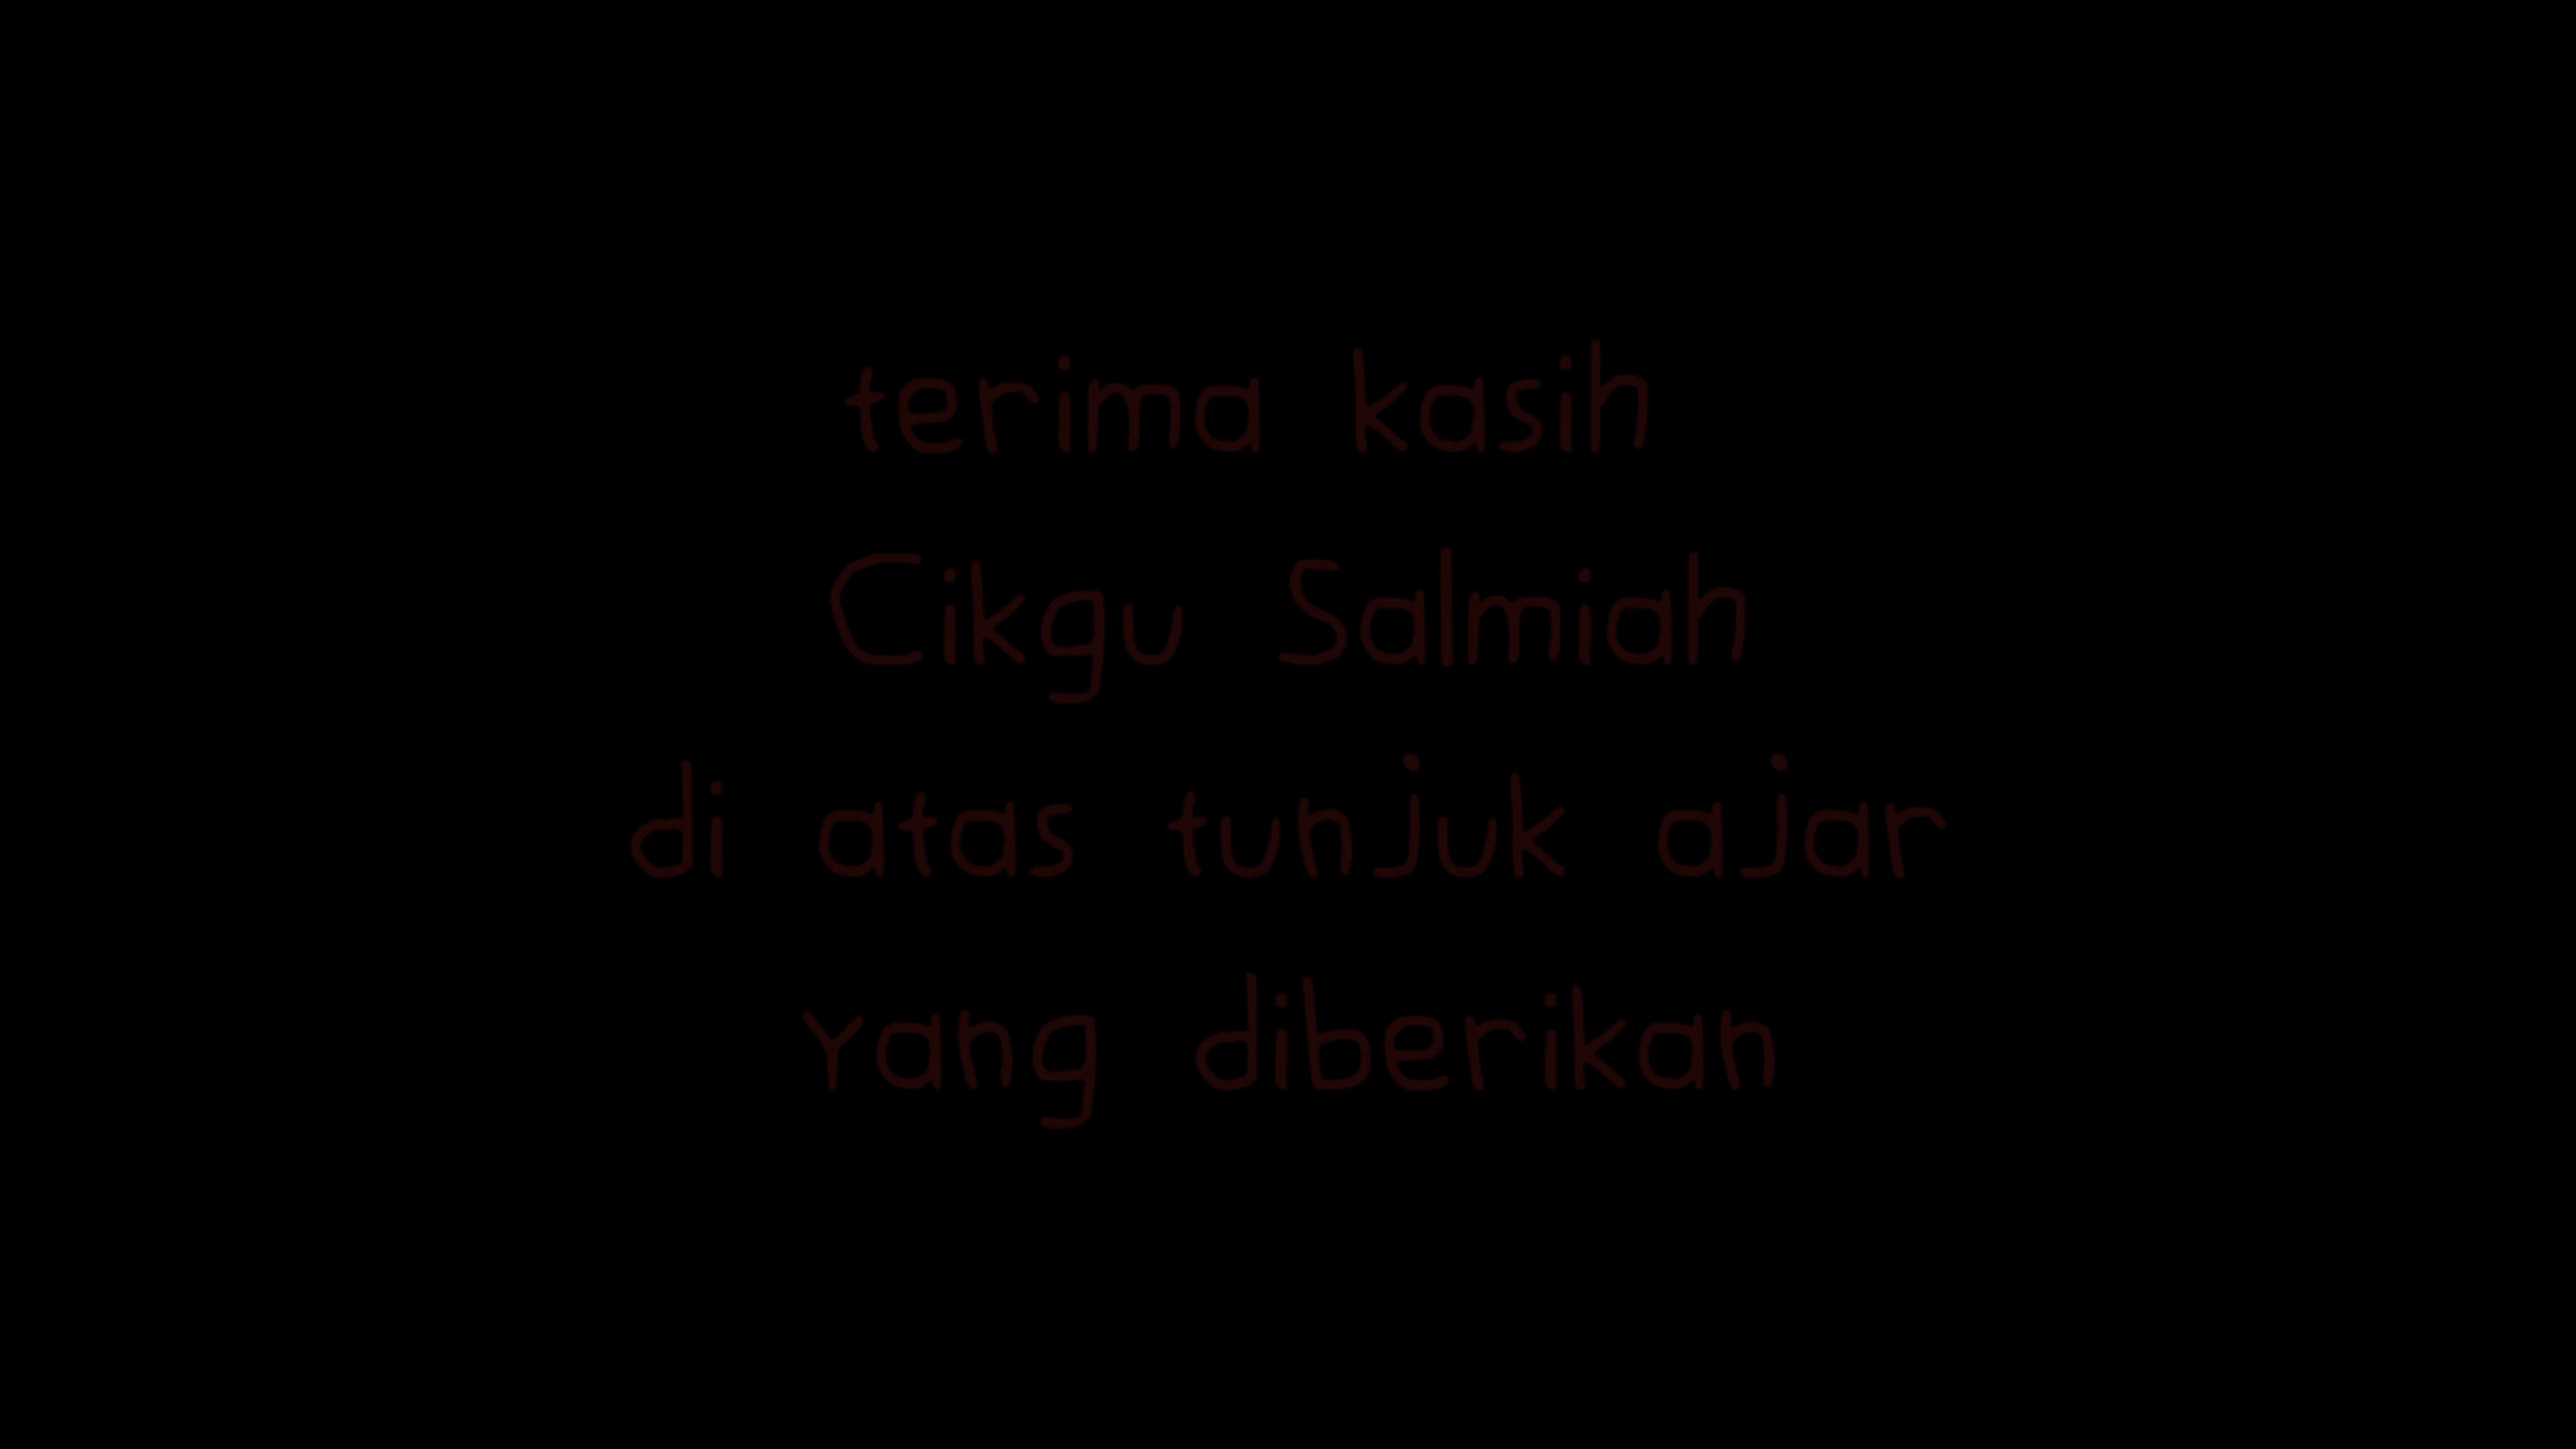 terima kasih
Cikgu Salmiah
di atas tunjuk ajar
yang diberikan